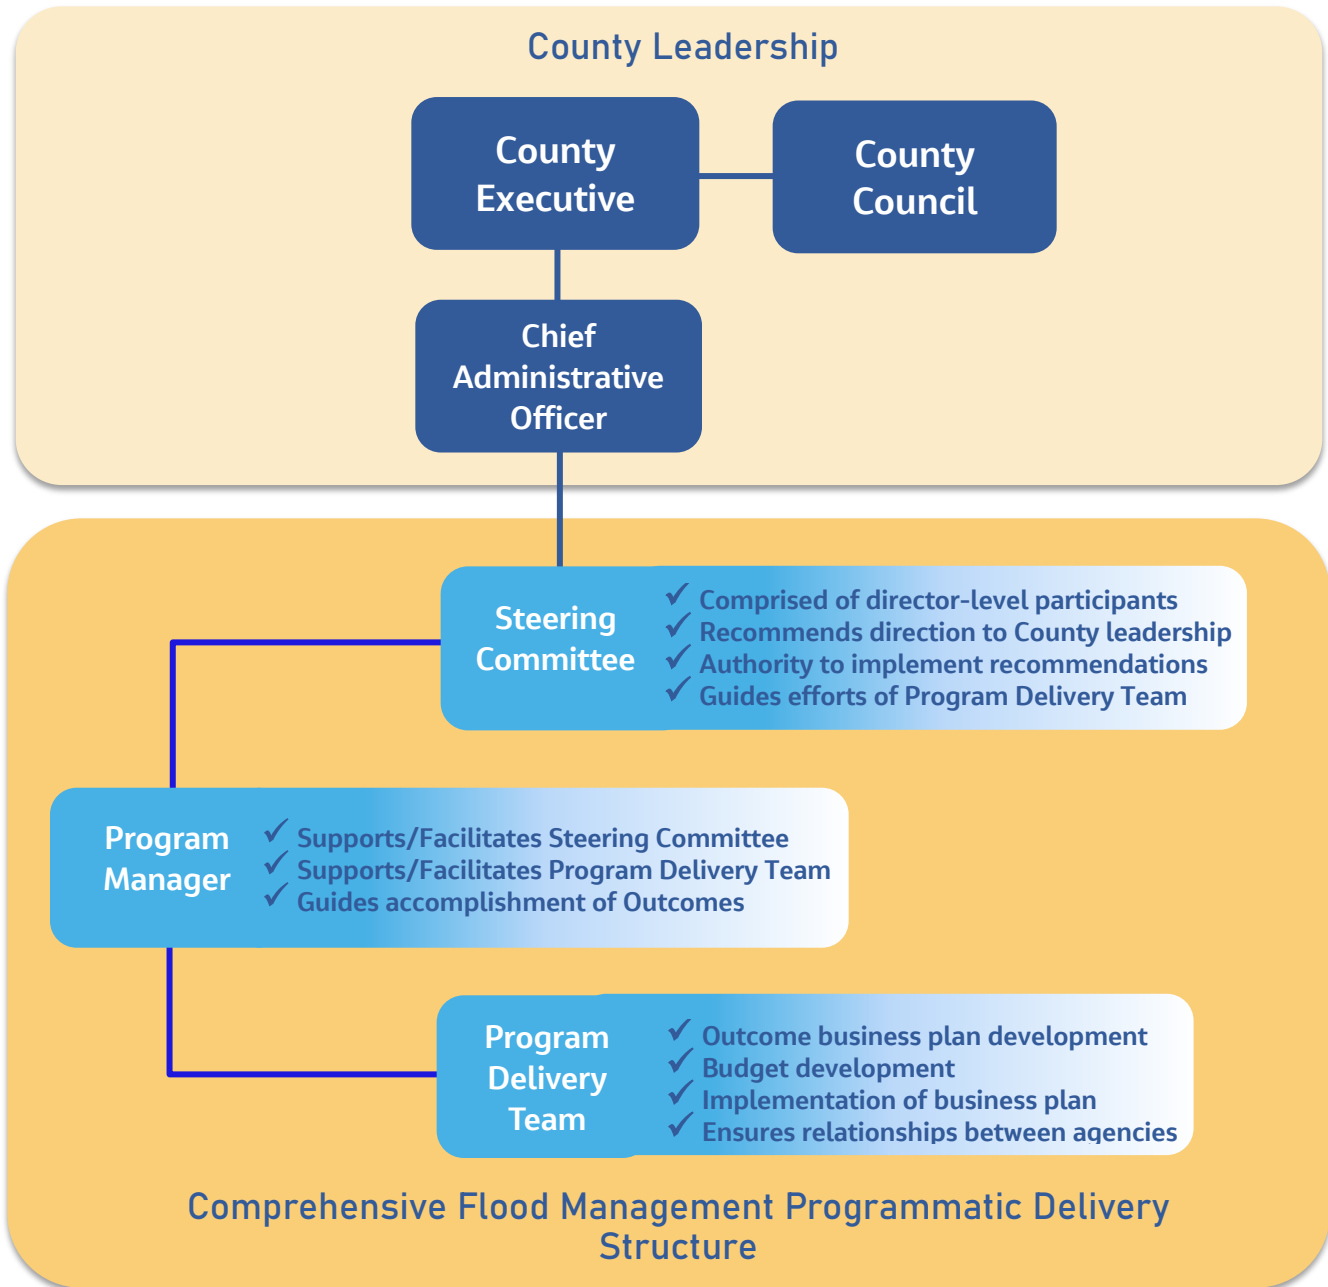 County Leadership
County
Executive
County
Council
Chief
Administrative
Officer
Steering
Committee
✓ Comprised of director-level participants
✓ Recommends direction to County leadership
✓ Authority to implement recommendations
✓ Guides efforts of Program Delivery Team
Program
Manager
✓ Supports/Facilitates Steering Committee
✓ Supports/Facilitates Program Delivery Team
✓ Guides accomplishment of Outcomes
Program
Delivery
Team
✓ Outcome business plan development
✓ Budget development
✓ Implementation of business plan
✓ Ensures relationships between agencies
Comprehensive Flood Management Programmatic Delivery
Structure